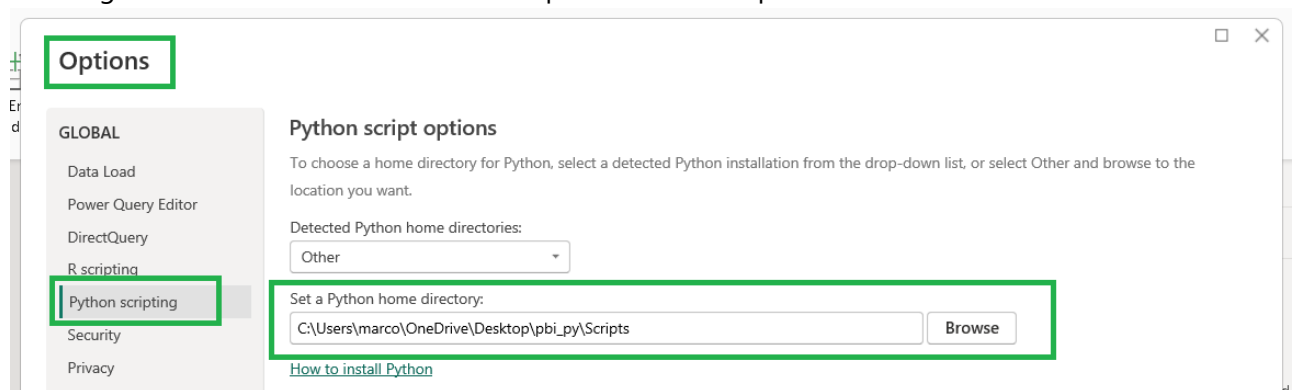 Options
GLOBAL
Data Load
Power Query Editor
DirectQuery
R scripting
Python scripting
Security
Privacy
Python script options
To choose a home directory for Python, select a detected Python installation from the drop-down list, or select Other and browse to the
location you want.
Detected Python home directories:
Other
Set a Python home directory:
C:\Users\marco\OneDrive\Desktop\pbi_py\Scripts
Browse
How to install Python